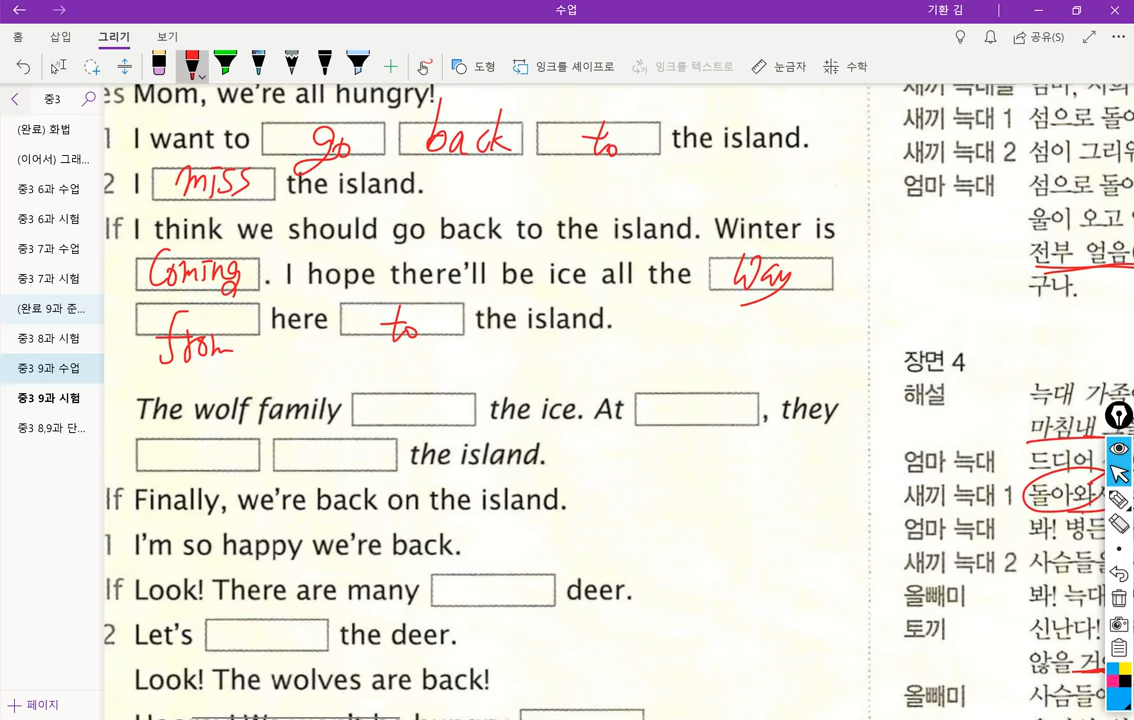 수업
기환 김
홈 삽입 그리기 보기
공유(S)
도형 잉크를 셰이프로 잉크를 텍스트로 눈금자 수학
중3
(완료) 화법
(이어서) 그래...
중3 6과 수업
중3 6과 시험
중3 7과 수업
중3 7과 시험
(완료 9과 준...
중3 8과 시험
중3 9과 수업
중3 9과 시험
중3 8,9과 단...
페이지
es Mom, we're all hungry!
1 I want to go back to the island.
2 I miss the island.
lf I think we should go back to the island. Winter is
Coming . I hope there'll be ice all the way
from here to the island.
The wolf family the ice. At , they
the island.
lf Finally, we're back on the island.
1 I'm so happy we're back.
lf Look! There are many deer.
2 Let's the deer.
Look! The wolves are back!
hungry
새끼 늑대 1 섬으로 돌아
새끼 늑대 2 섬이 그리우
엄마 늑대 섬으로 돌아
울이 오고
전부 얼음
구나.
장면 4
해설 늑대 가족
마침내
엄마 늑대 드디어
새끼 늑대 1 돌아와서
엄마 늑대 봐! 병든
새끼 늑대 2 사슴들을
올빼미 봐! 늑대
토끼 신난다!
않을 거
올빼미 사슴들